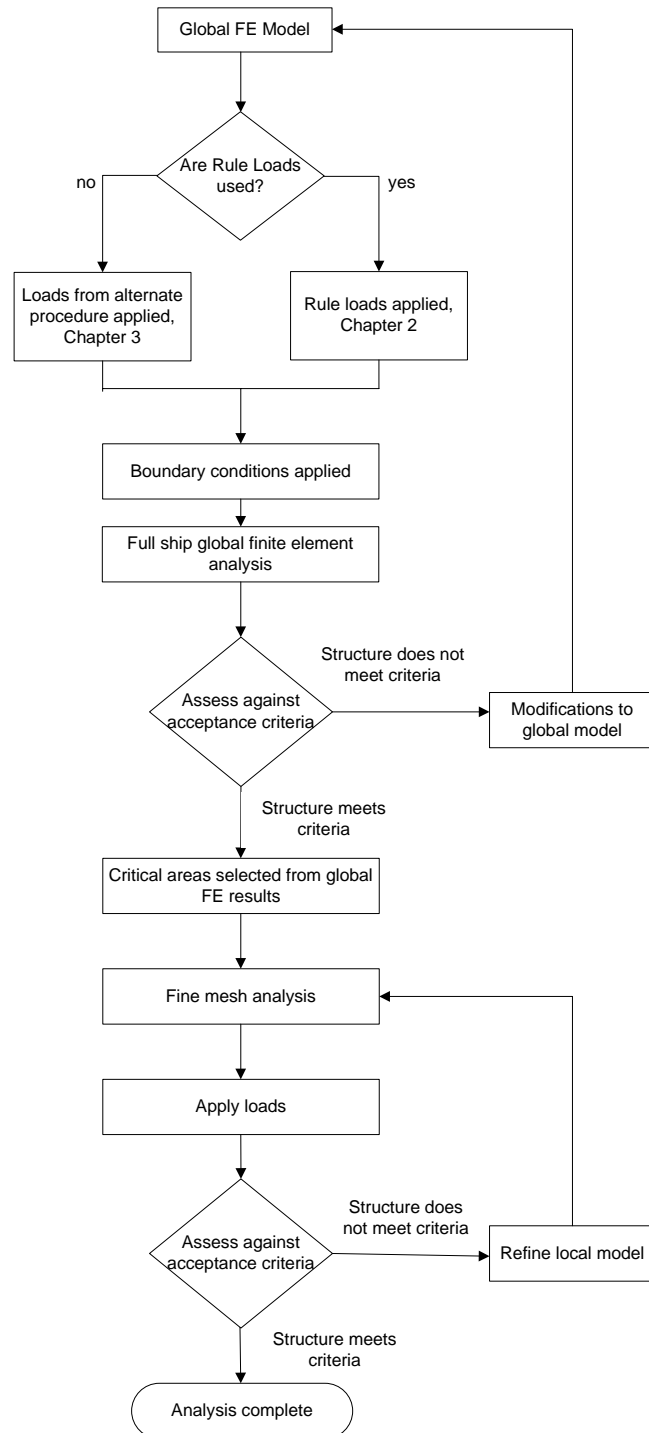 Global FE Model
Are Rule Loads
used?
no
yes
Loads from alternate
procedure applied,
Chapter 3
Rule loads applied,
Chapter 2
Boundary conditions applied
Full ship global finite element
analysis
Structure does not
meet criteria
Assess against
acceptance criteria
Modifications to
global model
Structure meets
criteria
Critical areas selected from global
FE results
Fine mesh analysis
Apply loads
Structure does
not meet criteria
Assess against
acceptance criteria
Refine local model
Structure meets
criteria
Analysis complete